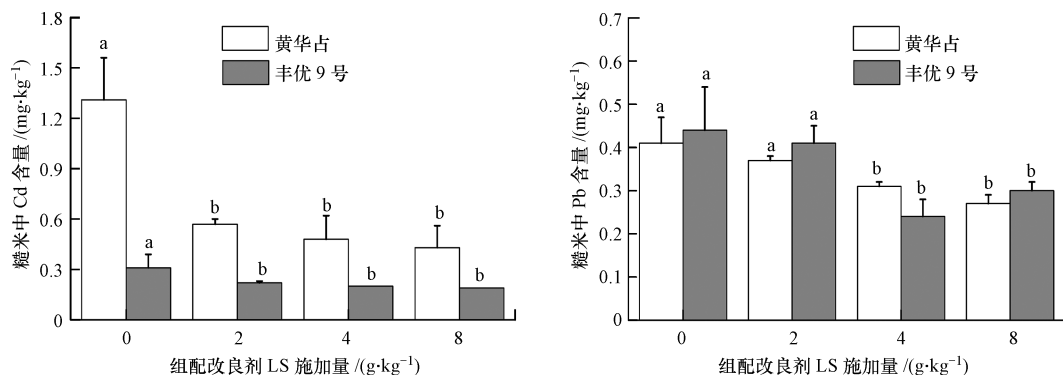 糙米中 Cd 含量 /(mg·kg⁻¹)
1.8
1.5
1.2
0.9
0.6
0.3
0
a
a
b
b
b
b
b
b
黄华占
丰优 9 号
0 2 4 8
组配改良剂 LS 施加量 /(g·kg⁻¹)
糙米中 Pb 含量 /(mg·kg⁻¹)
0.7
0.6
0.5
0.4
0.3
0.2
0.1
0
a
a
a
a
b
b
b
b
黄华占
丰优 9 号
0 2 4 8
组配改良剂 LS 施加量 /(g·kg⁻¹)